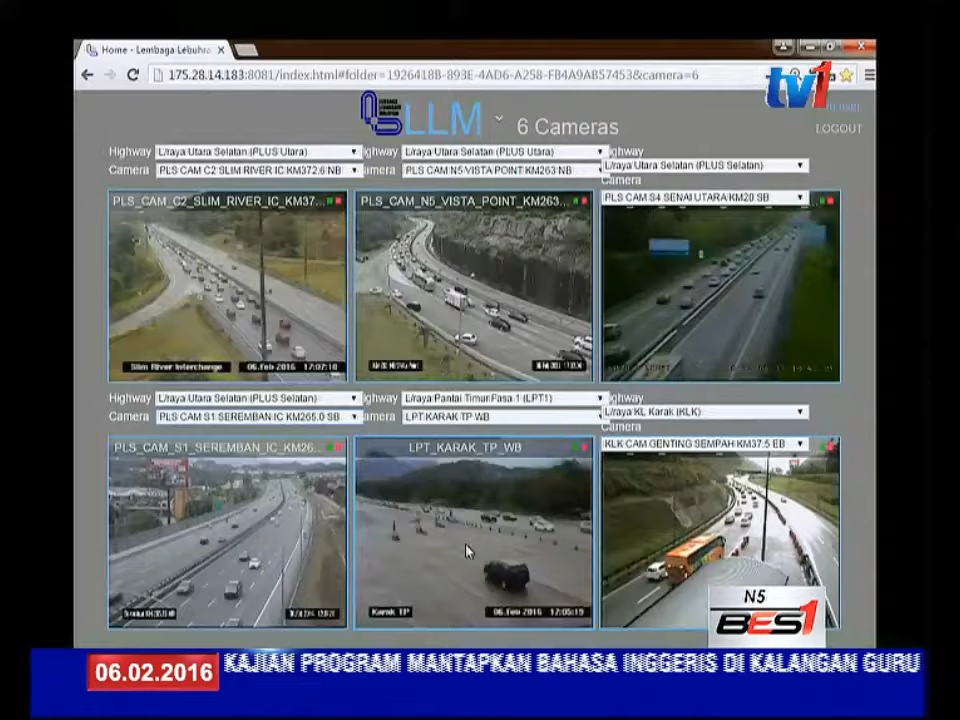 Home - Lembaga Lebuhra
175.28.14.183:8081/index.html#folder=1926418B-893E-4AD6-A258-FB4A9AB57453&camera=6
tv1
LLM 6 Cameras
LOGOUT
Highway L/raya Utara Selatan (PLUS Utara)
Camera PLS CAM C2 SLIM RIVER IC KM372.6 NB
ighway L/raya Utara Selatan (PLUS Utara)
amera PLS CAM N5 VISTA POINT KM263 NB
ighway
L/raya Utara Selatan (PLUS Selatan)
Camera
PLS CAM S4 SENAI UTARA KM20 SB
PLS_CAM_C2_SLIM_RIVER_IC_KM37...
Slim River Interchange 06.Feb 2016 17:07:10
PLS_CAM_N5_VISTA_POINT_KM263...
Highway L/raya Utara Selatan (PLUS Selatan)
Camera PLS CAM S1 SEREMBAN IC KM265.0 SB
ighway L/raya Pantai Timur Fasa 1 (LPT1)
amera LPT KARAK TP WB
ighway
L/raya KL Karak (KLK)
Camera
KLK CAM GENTING SEMPAH KM37.5 EB
PLS_CAM_S1_SEREMBAN_IC_KM26...
LPT_KARAK_TP_WB
Karak TP 06.Feb 2016 17:05:19
N5
BES1
06.02.2016 KAJIAN PROGRAM MANTAPKAN BAHASA INGGERIS DI KALANGAN GURU